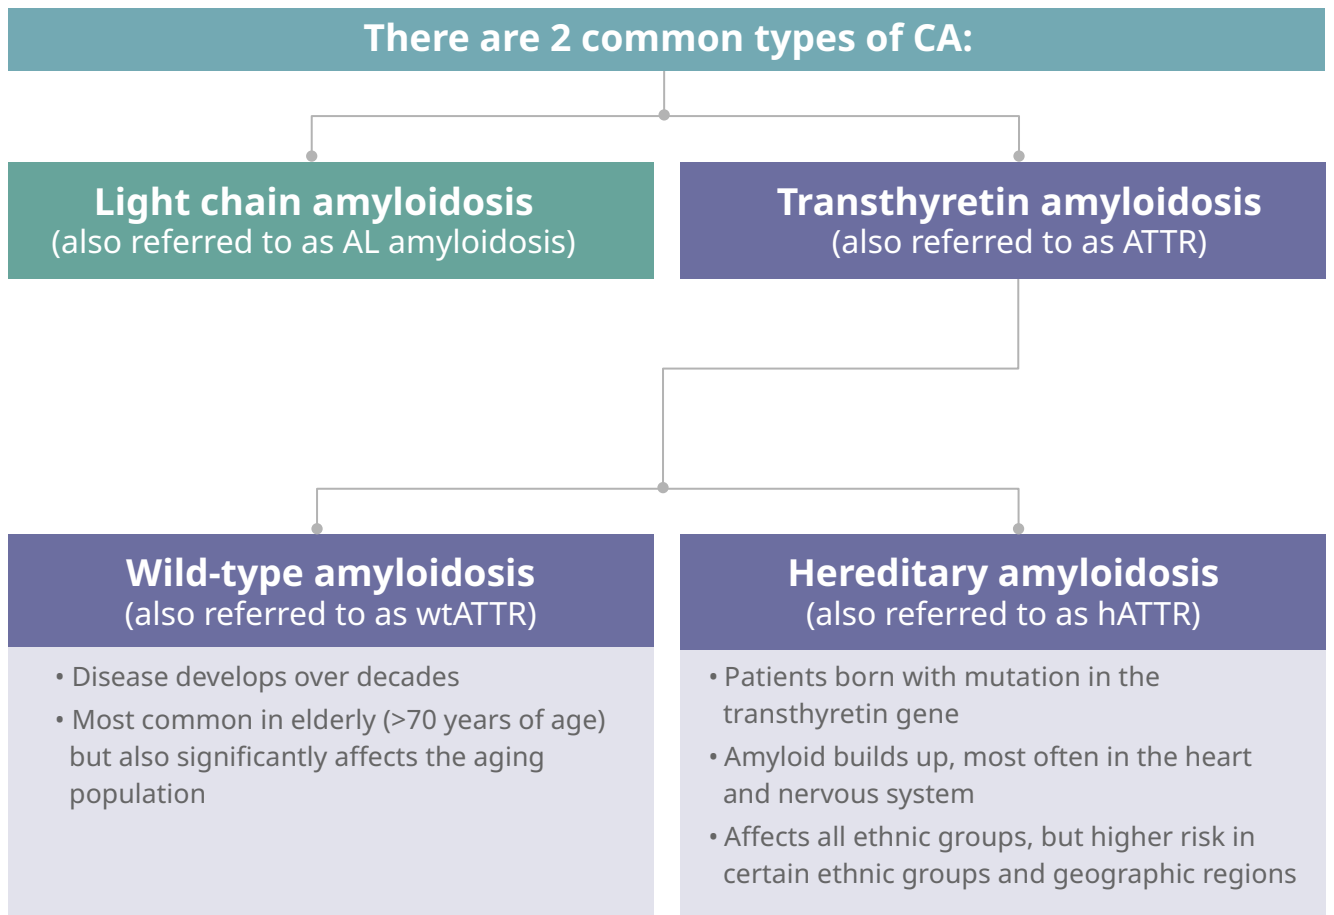 There are 2 common types of CA:
Light chain amyloidosis
(also referred to as AL amyloidosis)
Transthyretin amyloidosis
(also referred to as ATTR)
Wild-type amyloidosis
(also referred to as wtATTR)
• Disease develops over decades
• Most common in elderly (>70 years of age)
but also significantly affects the aging
population
Hereditary amyloidosis
(also referred to as hATTR)
• Patients born with mutation in the
transthyretin gene
• Amyloid builds up, most often in the heart
and nervous system
• Affects all ethnic groups, but higher risk in
certain ethnic groups and geographic regions